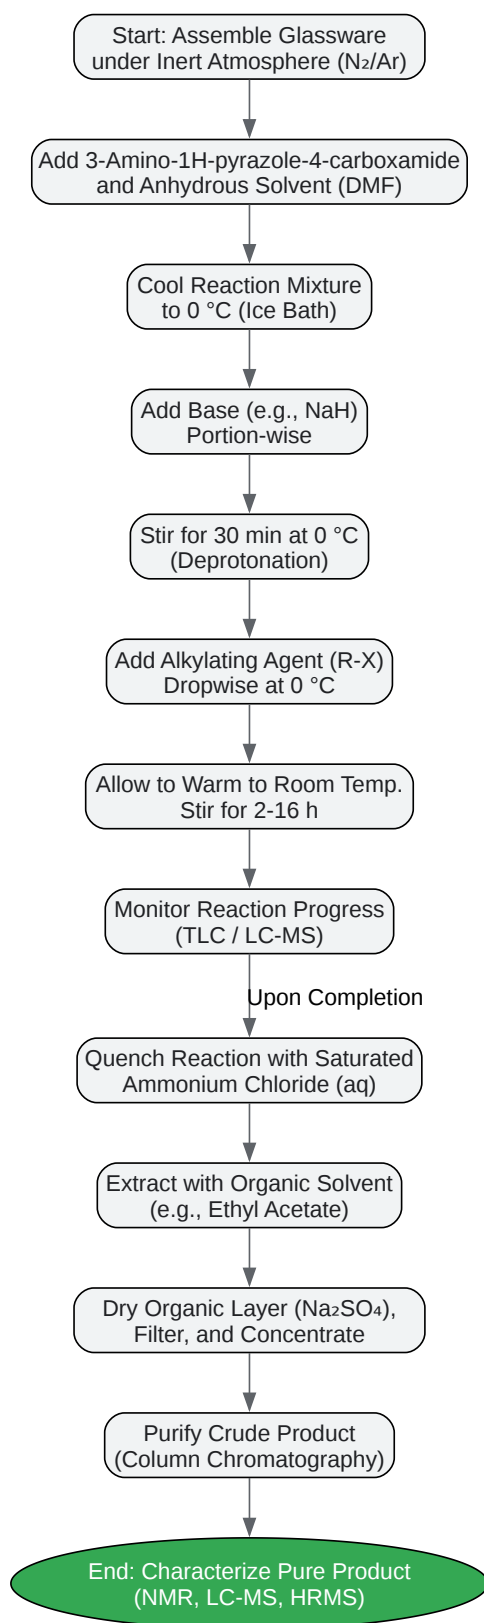 Start: Assemble Glassware
under Inert Atmosphere (N₂/Ar)
Add 3-Amino-1H-pyrazole-4-carboxamide
and Anhydrous Solvent (DMF)
Cool Reaction Mixture
to 0 °C (Ice Bath)
Add Base (e.g., NaH)
Portion-wise
Stir for 30 min at 0 °C
(Deprotonation)
Add Alkylating Agent (R-X)
Dropwise at 0 °C
Allow to Warm to Room Temp.
Stir for 2-16 h
Monitor Reaction Progress
(TLC / LC-MS)
Upon Completion
Quench Reaction with Saturated
Ammonium Chloride (aq)
Extract with Organic Solvent
(e.g., Ethyl Acetate)
Dry Organic Layer (Na₂SO₄),
Filter, and Concentrate
Purify Crude Product
(Column Chromatography)
End: Characterize Pure Product
(NMR, LC-MS, HRMS)